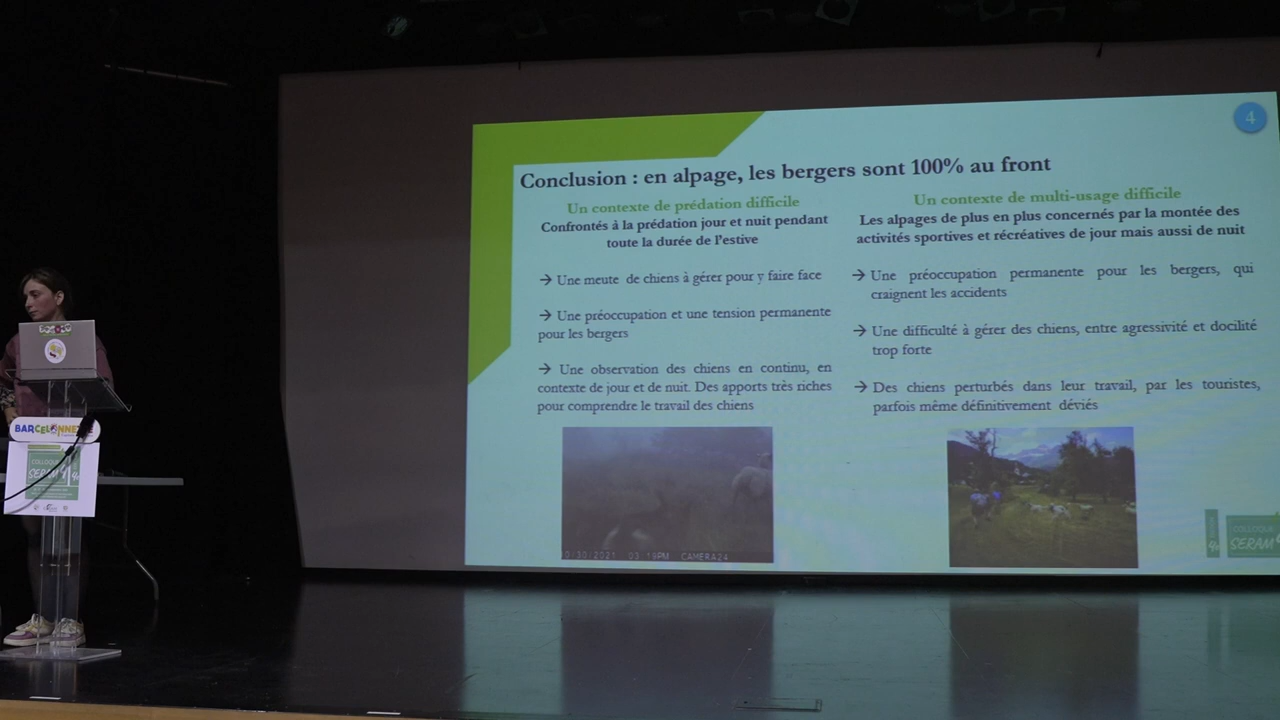 4
Conclusion : en alpage, les bergers sont 100% au front
Un contexte de prédation difficile
Confrontés à la prédation jour et nuit pendant
toute la durée de l'estive
→ Une meute de chiens à gérer pour y faire face
→ Une préoccupation et une tension permanente
pour les bergers
→ Une observation des chiens en continu, en
contexte de jour et de nuit. Des apports très riches
pour comprendre le travail des chiens
Un contexte de multi-usage difficile
Les alpages de plus en plus concernés par la montée des
activités sportives et récréatives de jour mais aussi de nuit
→ Une préoccupation permanente pour les bergers, qui
craignent les accidents
→ Une difficulté à gérer des chiens, entre agressivité et docilité
trop forte
→ Des chiens perturbés dans leur travail, par les touristes,
parfois même définitivement déviés
CAMERA24
COLLOQUE
SERAM
BARCELONNE
COLLOQUE
SERAM